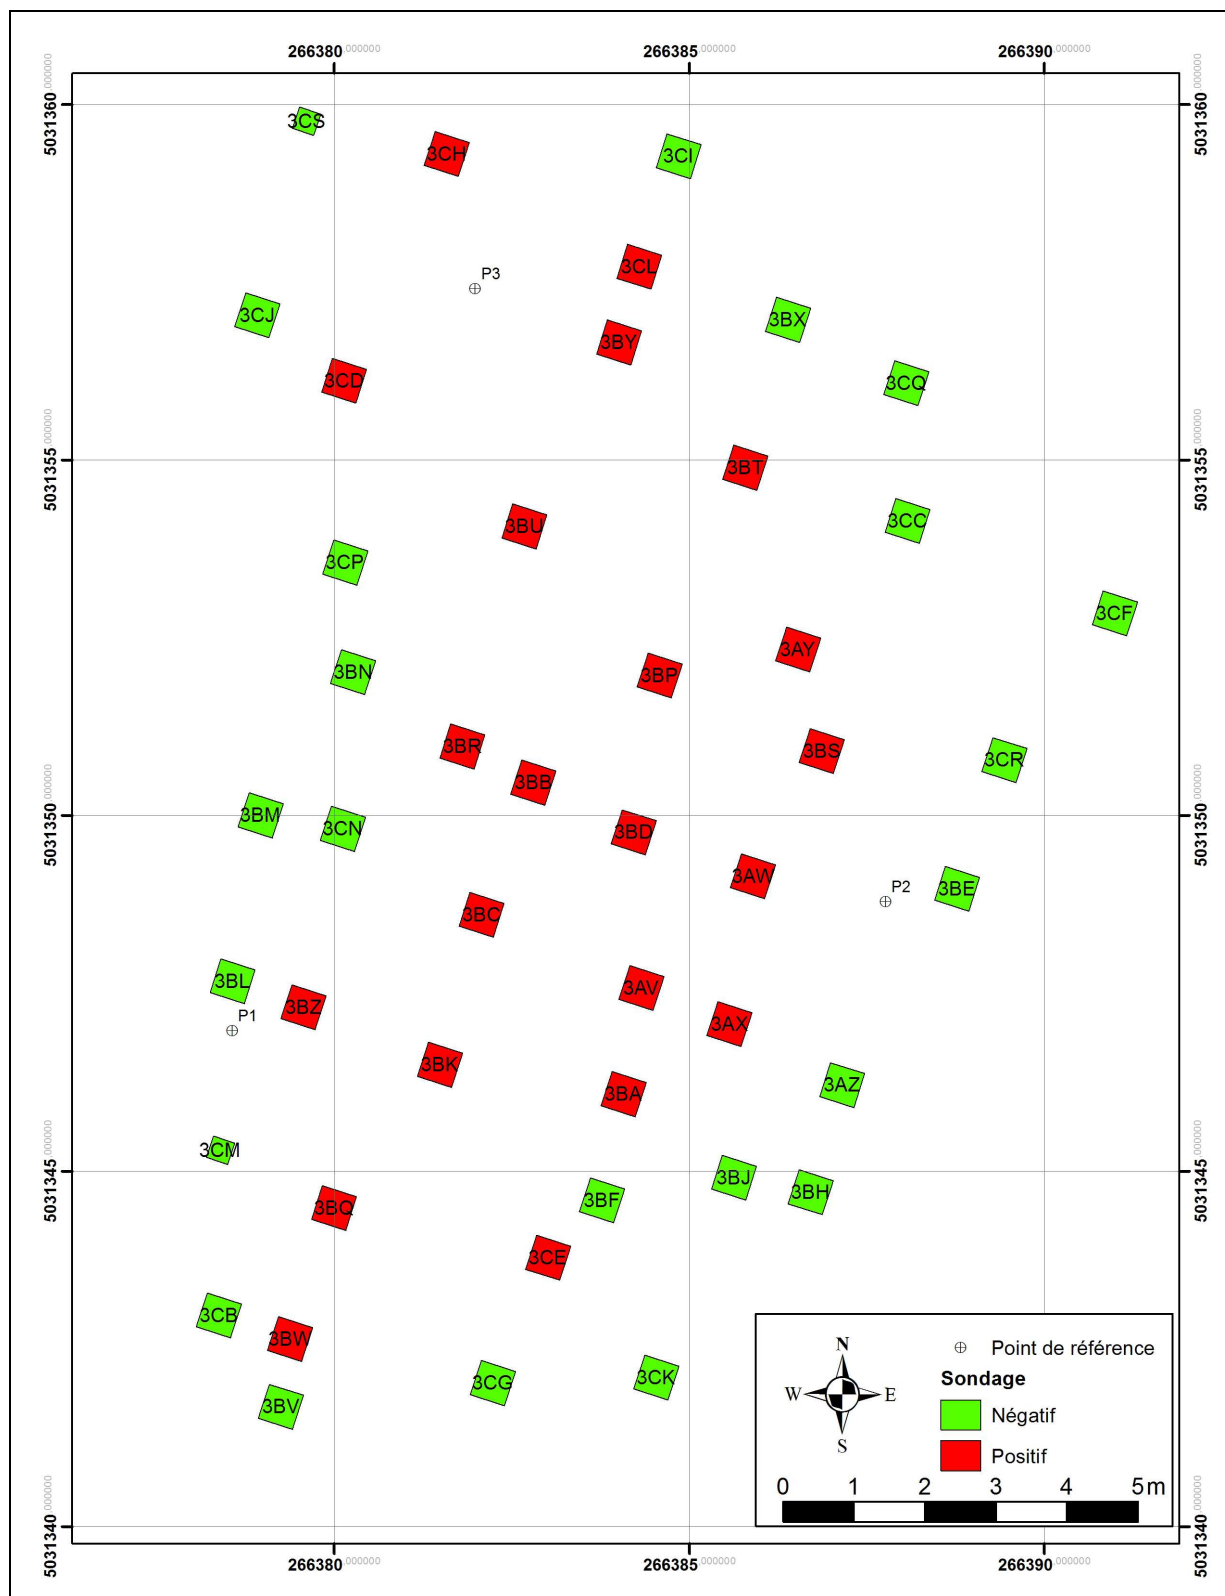 266380.000000 266385.000000 266390.000000
5031360.000000 5031360.000000
3CS
3CH
3CI
3CL
P3
3CJ
3BX
3BY
3CD
3CQ
5031355.000000 5031355.000000
3BT
3CC
3BU
3CP
3CF
3AY
3BN
3BP
3BR
3BS
3CR
3BB
5031350.000000 5031350.000000
3BM
3CN
3BD
3AW
P2
3BE
3BC
3BL
3AV
3BZ
P1
3AX
3BK
3AZ
3BA
3CM
5031345.000000 5031345.000000
3BJ
3BH
3BF
3BQ
3CE
3CB
3BW
3CK
3CG
3BV
N
W E
S
Point de référence
Sondage
Négatif
Positif
0 1 2 3 4 5 m
5031340.000000 5031340.000000
266380.000000 266385.000000 266390.000000